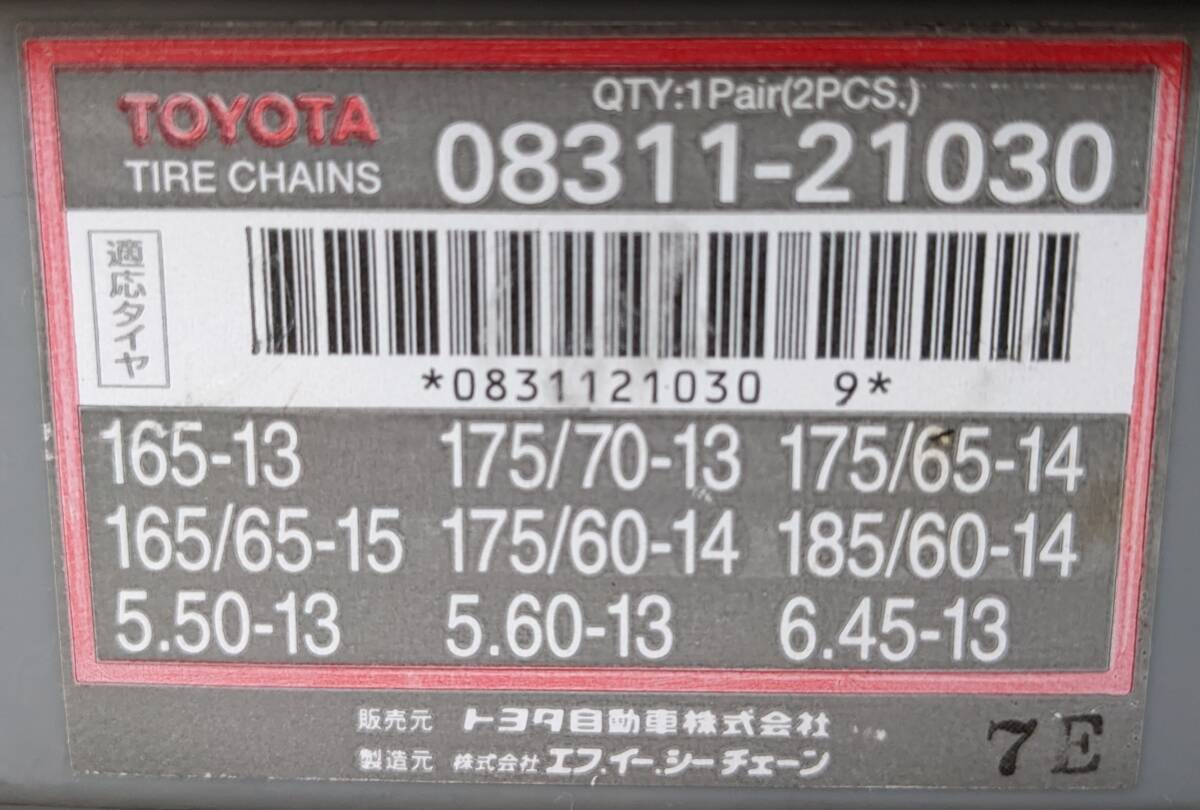 TOYOTA
TIRE CHAINS
QTY:1Pair(2PCS.)
08311-21030
適応タイヤ
*0831121030 9*
165-13 175/70-13 175/65-14
165/65-15 175/60-14 185/60-14
5.50-13 5.60-13 6.45-13
販売元 トヨタ自動車株式会社
製造元 株式会社 エフ.イー.シーチェーン
7E